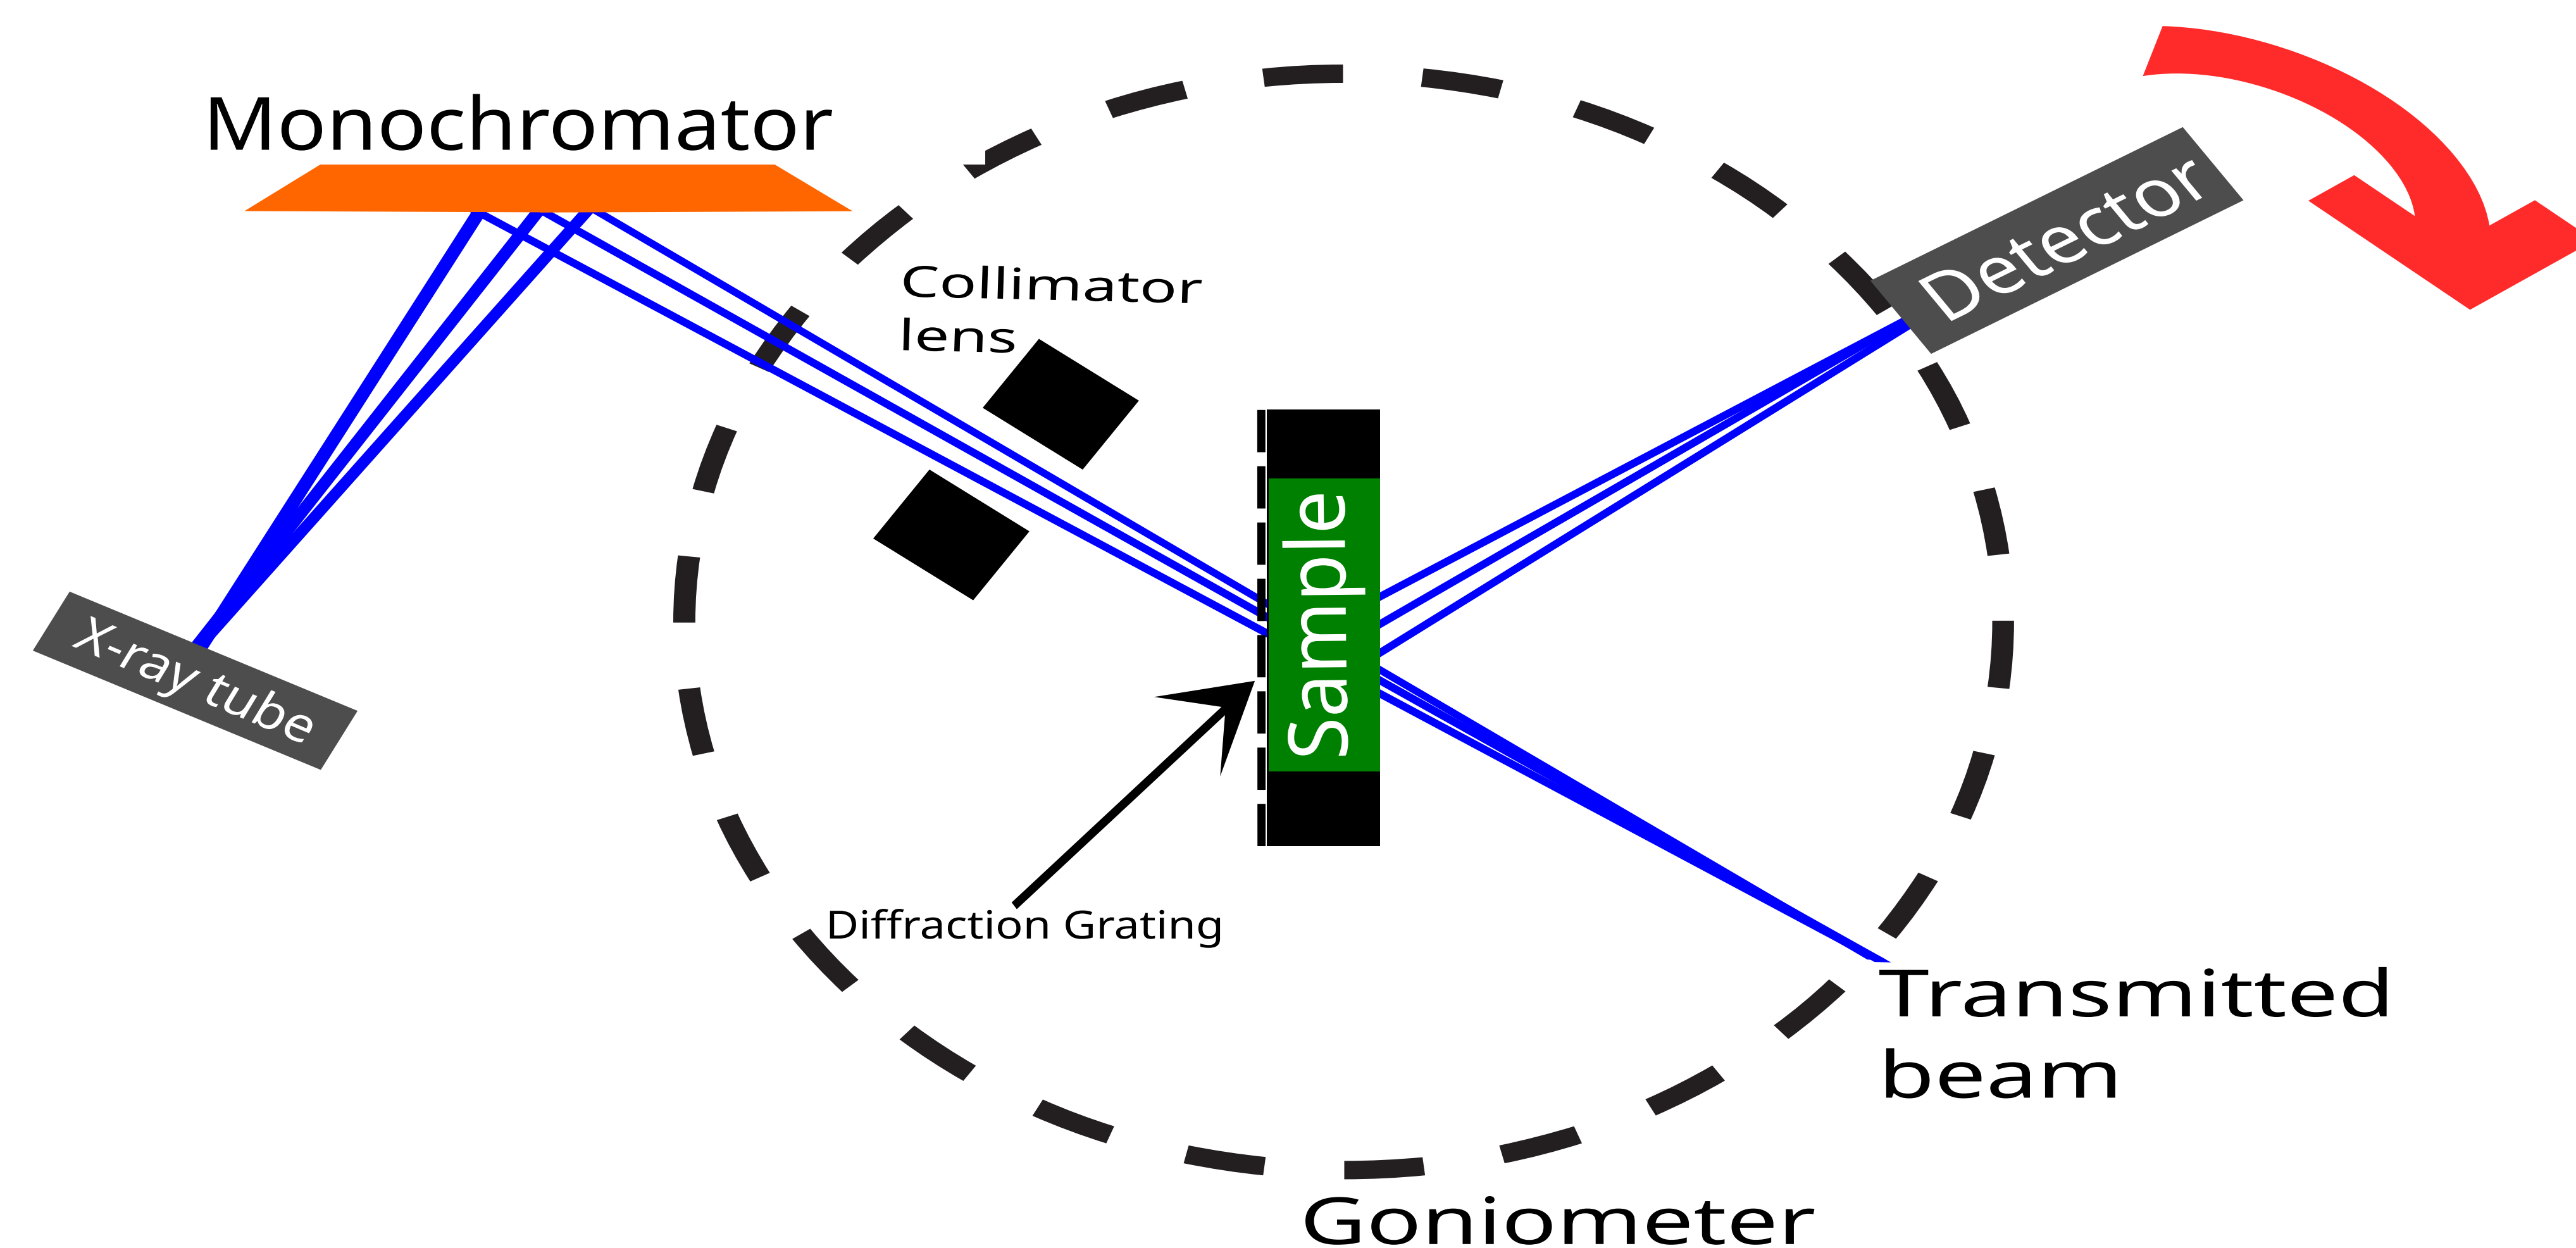 Monochromator
Collimator
lens
Detector
X-ray tube
Sample
Diffraction Grating
Transmitted
beam
Goniometer